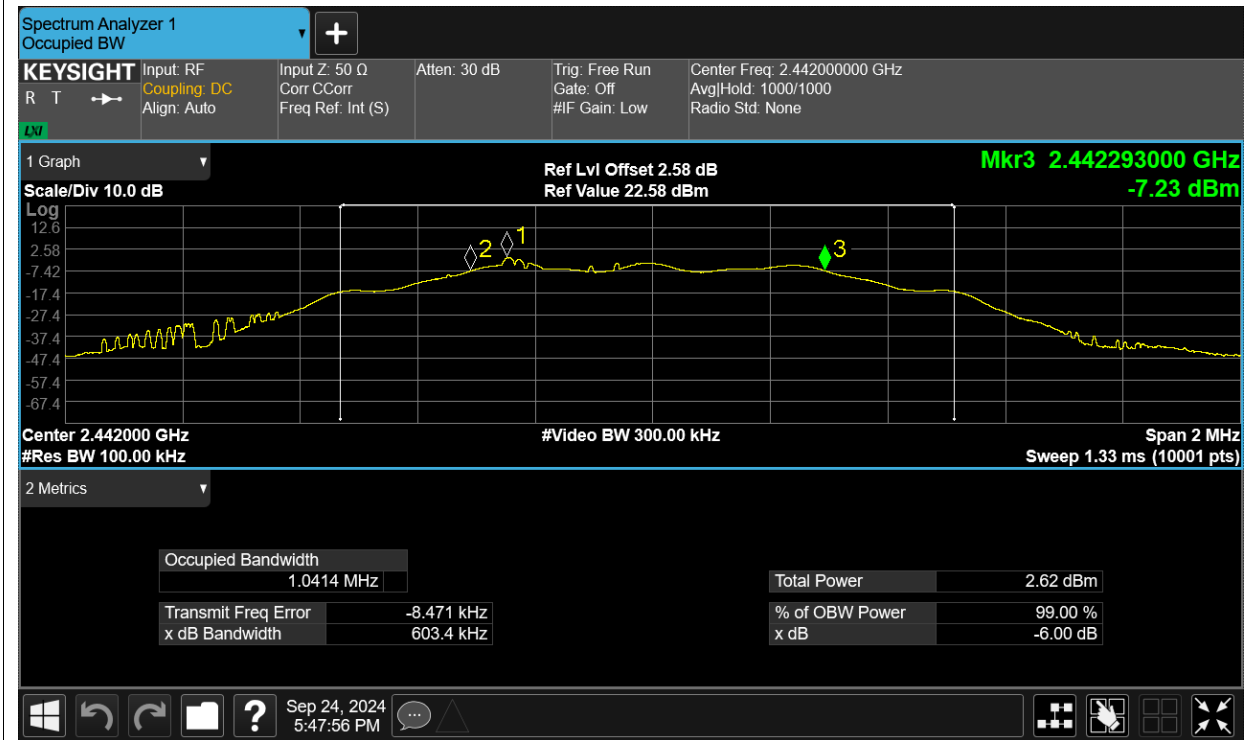 Spectrum Analyzer 1
Occupied BW
KEYSIGHT
R T
LXI
Input: RF
Coupling: DC
Align: Auto
Input Z: 50 Ω
Corr CCorr
Freq Ref: Int (S)
Atten: 30 dB
Trig: Free Run
Gate: Off
#IF Gain: Low
Center Freq: 2.442000000 GHz
Avg|Hold: 1000/1000
Radio Std: None
1 Graph
Scale/Div 10.0 dB
Ref Lvl Offset 2.58 dB
Ref Value 22.58 dBm
Mkr3 2.442293000 GHz
-7.23 dBm
Log
12.6
2.58
-7.42
-17.4
-27.4
-37.4
-47.4
-57.4
-67.4
2
1
3
Center 2.442000 GHz
#Res BW 100.00 kHz
#Video BW 300.00 kHz
Span 2 MHz
Sweep 1.33 ms (10001 pts)
2 Metrics
Occupied Bandwidth
1.0414 MHz
Transmit Freq Error -8.471 kHz
x dB Bandwidth 603.4 kHz
Total Power 2.62 dBm
% of OBW Power 99.00 %
x dB -6.00 dB
?
Sep 24, 2024
5:47:56 PM